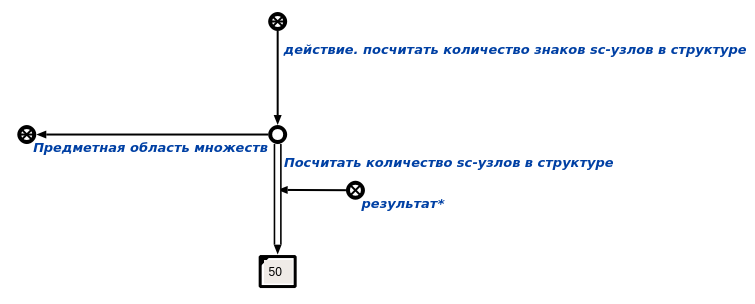 действие. посчитать количество знаков sc-узлов в структуре
Предметная область множеств
Посчитать количество sc-узлов в структуре
результат*
50